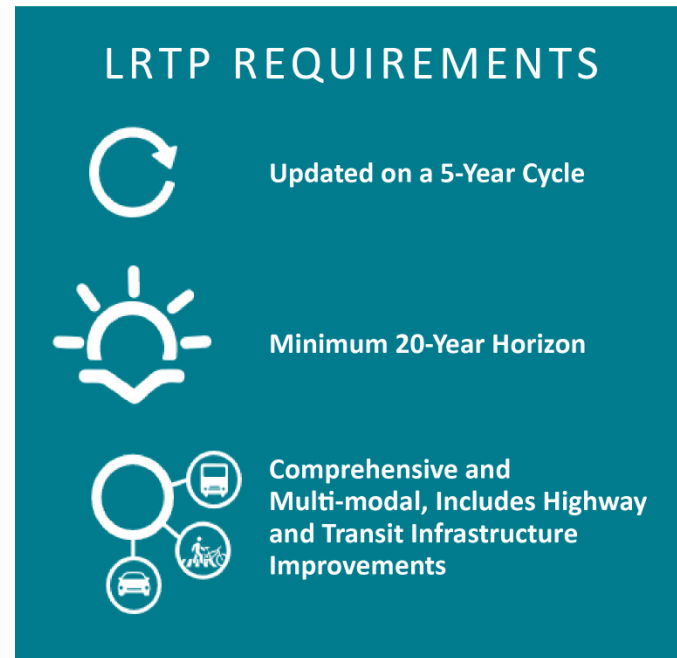 LRTP REQUIREMENTS
Updated on a 5-Year Cycle
Minimum 20-Year Horizon
Comprehensive and
Multi-modal, Includes Highway
and Transit Infrastructure
Improvements